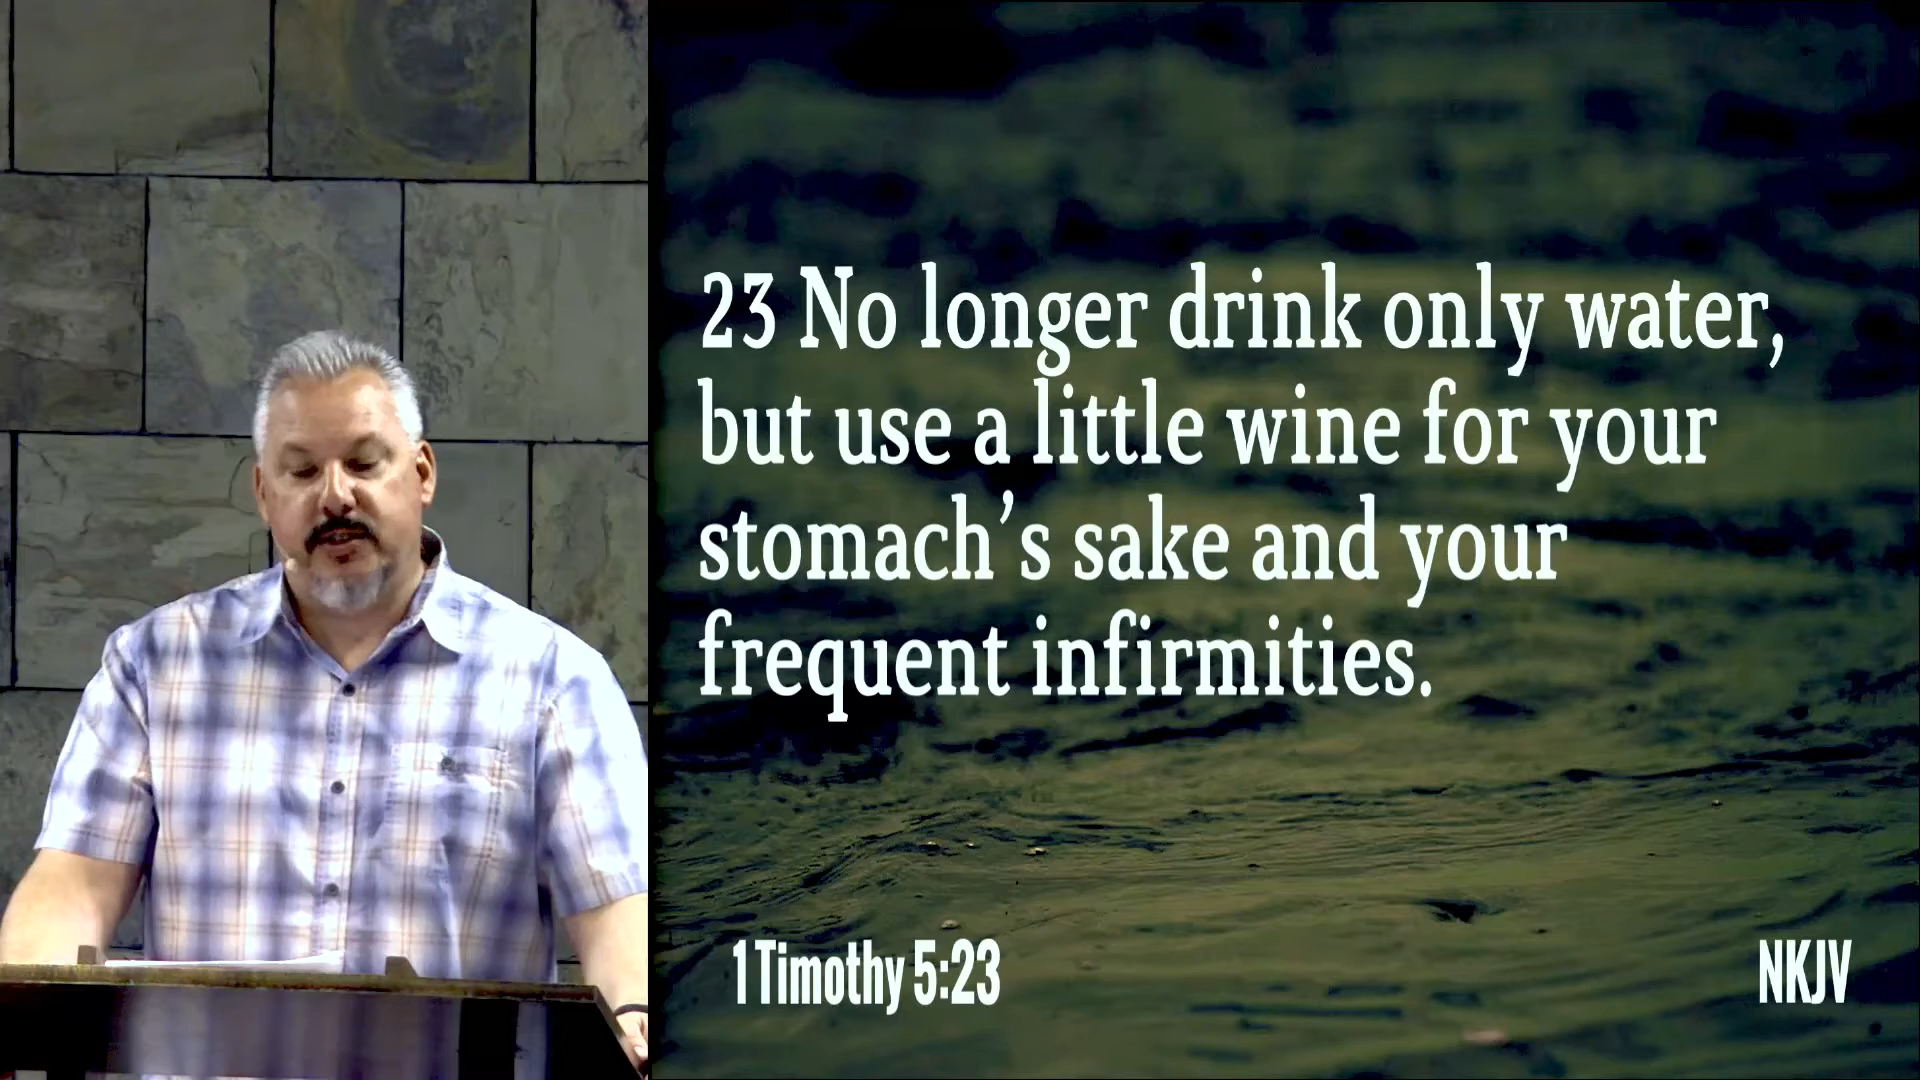 23 No longer drink only water,
but use a little wine for your
stomach’s sake and your
frequent infirmities.
1 Timothy 5:23
NKJV